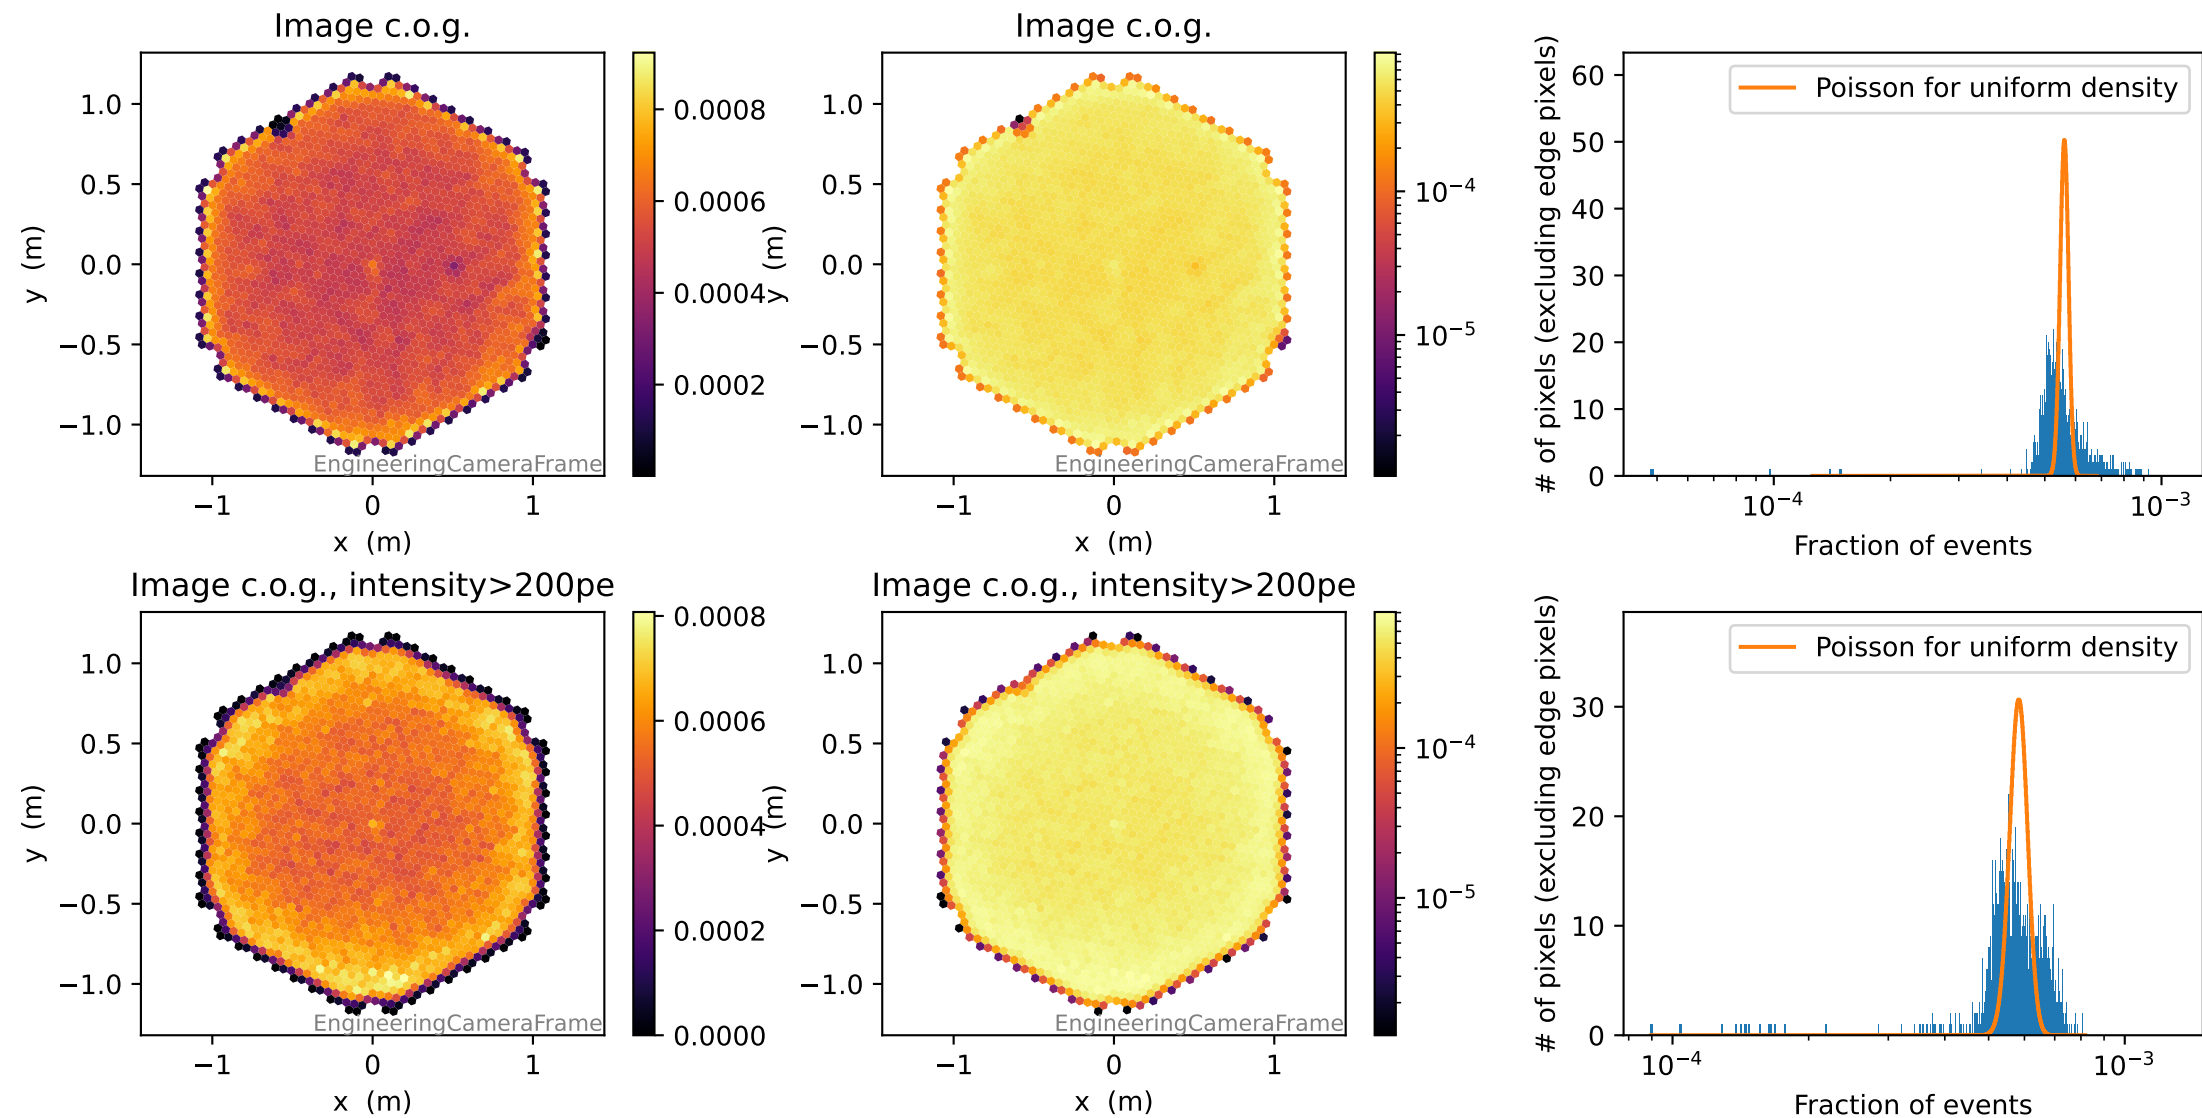 Image c.o.g.
y (m)
1.0
0.5
0.0
−0.5
−1.0
EngineeringCameraFrame
−1 0 1
x (m)
0.0008
0.0006
0.0004
0.0002
Image c.o.g.
y (m)
1.0
0.5
0.0
−0.5
−1.0
EngineeringCameraFrame
−1 0 1
x (m)
10−4
10−5
# of pixels (excluding edge pixels)
60
50
40
30
20
10
0
Poisson for uniform density
10−4 10−3
Fraction of events
Image c.o.g., intensity>200pe
y (m)
1.0
0.5
0.0
−0.5
−1.0
EngineeringCameraFrame
−1 0 1
x (m)
0.0008
0.0006
0.0004
0.0002
0.0000
Image c.o.g., intensity>200pe
y (m)
1.0
0.5
0.0
−0.5
−1.0
EngineeringCameraFrame
−1 0 1
x (m)
10−4
10−5
# of pixels (excluding edge pixels)
30
20
10
0
Poisson for uniform density
10−4 10−3
Fraction of events